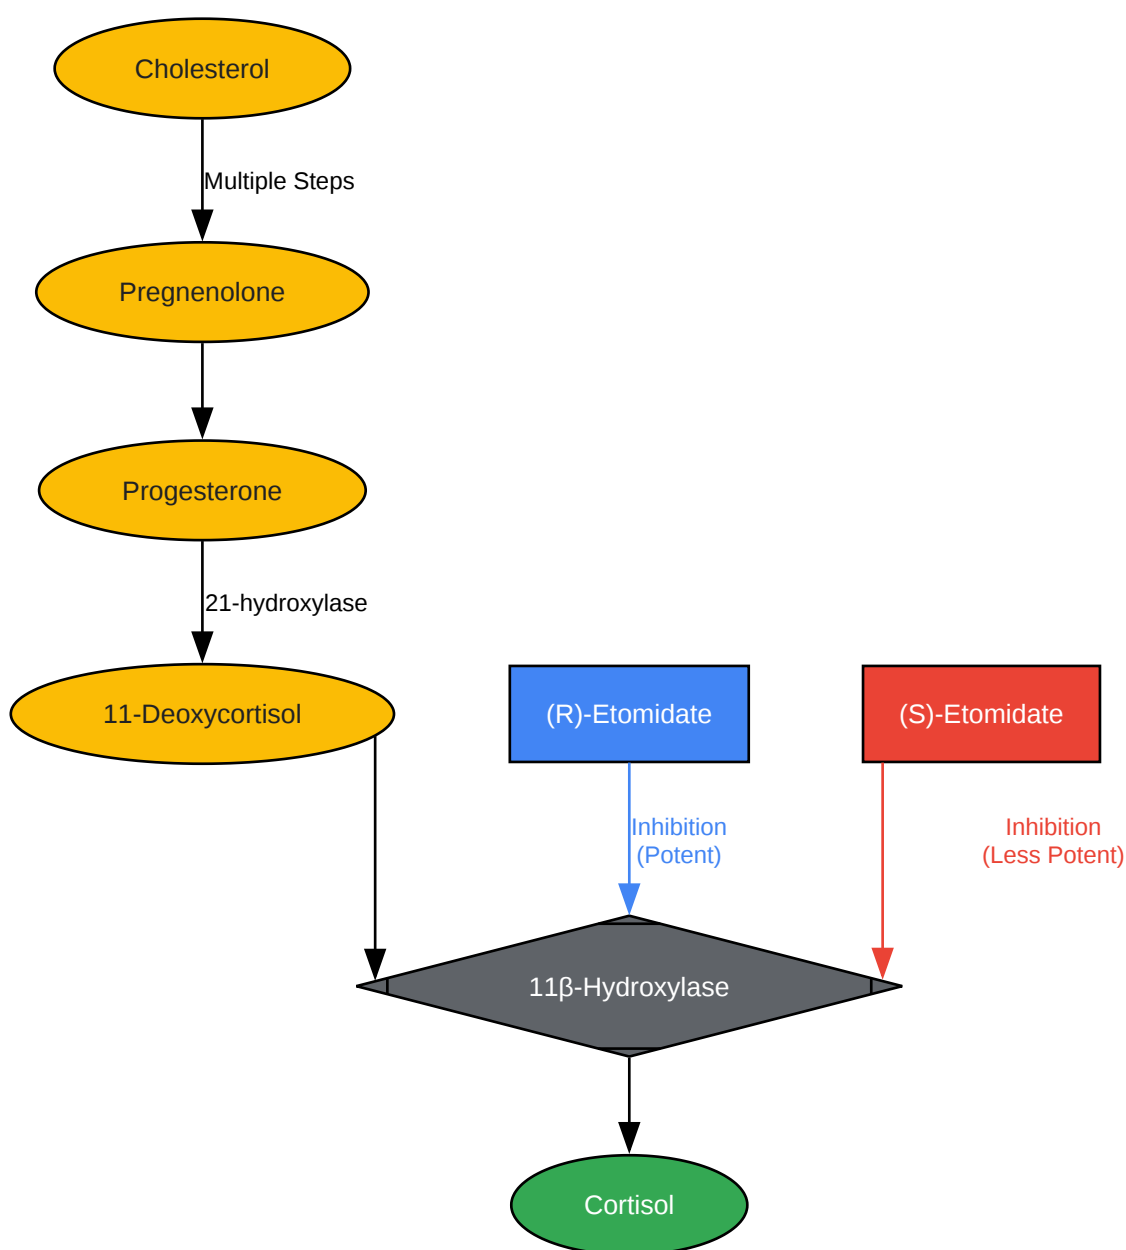 Cholesterol
Multiple Steps
Pregnenolone
Progesterone
21-hydroxylase
11-Deoxycortisol
(R)-Etomidate
(S)-Etomidate
Inhibition
(Potent)
Inhibition
(Less Potent)
11β-Hydroxylase
Cortisol